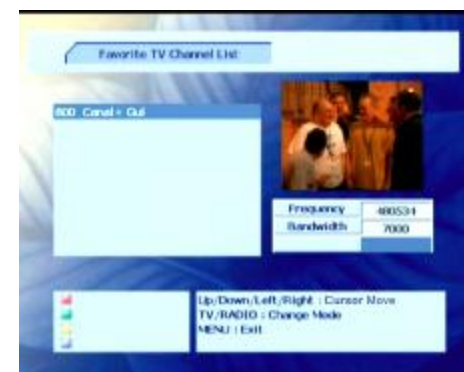 Favorite TV Channel List
800 Canal+ Gul
Frequency 480534
Bandwidth 7000
Up/Down/Left/Right : Cursor Move
TV/RADIO : Change Mode
MENU : Exit